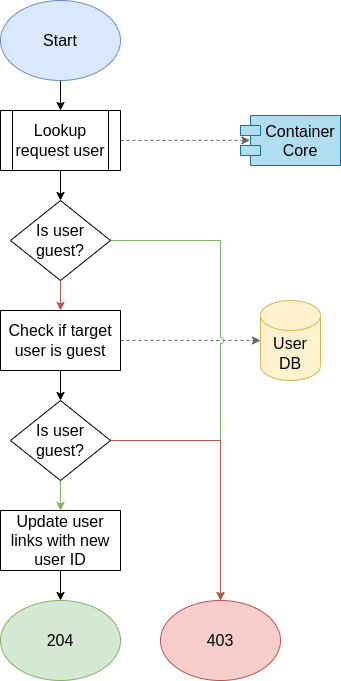 Start
Lookup
request user
Container
Core
Is user
guest?
Check if target
user is guest
User
DB
Is user
guest?
Update user
links with new
user ID
204
403